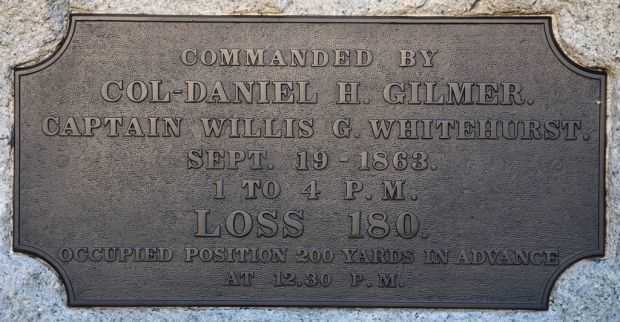 COMMANDED BY
COL-DANIEL H. GILMER.
CAPTAIN WILLIS G. WHITEHURST.
SEPT. 19-1863.
1 TO 4 P.M.
LOSS 180.
OCCUPIED POSITION 200 YARDS IN ADVANCE
AT 12.30 P.M.